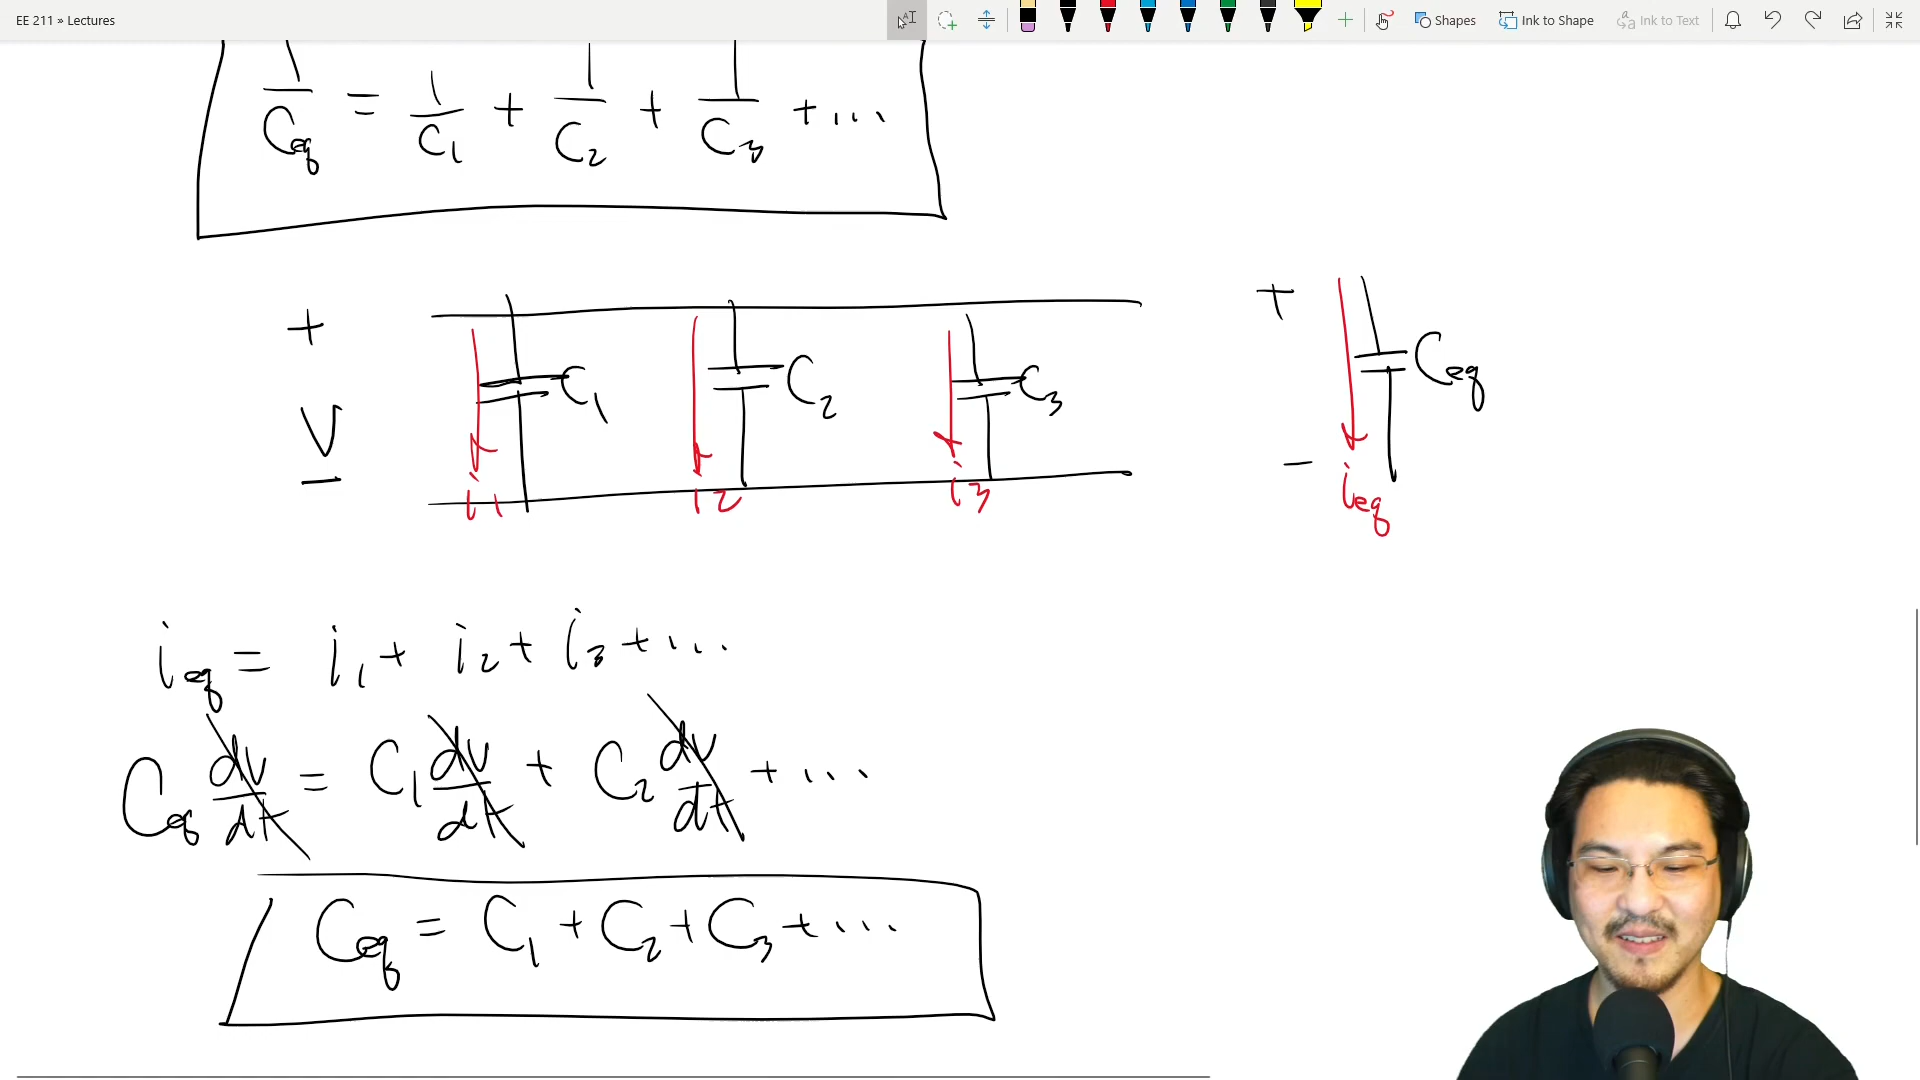 EE 211 » Lectures
Shapes
Ink to Shape
Ink to Text
1/Ceq = 1/C1 + 1/C2 + 1/C3 + ...
+
V
−
C1
C2
C3
i1
i2
i3
+
−
Ceq
ieq
ieq = i1 + i2 + i3 + ...
Ceq dv/dt = C1 dv/dt + C2 dv/dt + ...
Ceq = C1 + C2 + C3 + ...